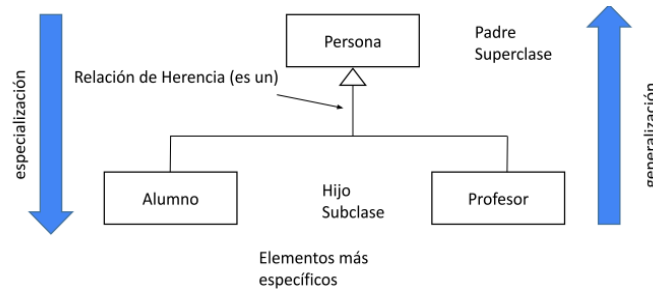 Persona
Padre
Superclase
Relación de Herencia (es un)
especialización
generalización
Alumno
Hijo
Subclase
Profesor
Elementos más
específicos